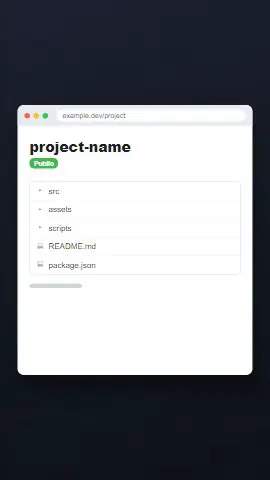 example.dev/project
project-name
Public
src
assets
scripts
README.md
package.json